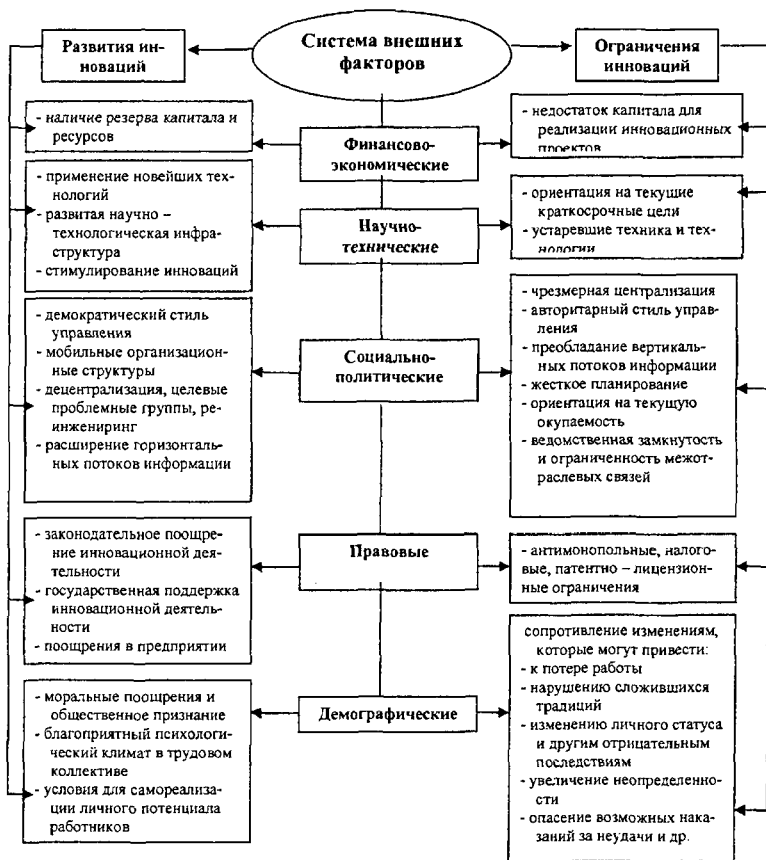 Система внешних
факторов
Развития ин-
новаций
Ограничения
инноваций
- наличие резерва капитала и
ресурсов
Финансово-
экономические
- недостаток капитала для
реализации инновационных
проектов
- применение новейших тех-
нологий
- развитая научно –
технологическая инфра-
структура
- стимулирование инноваций
Научно-
технические
- ориентация на текущие
краткосрочные цели
- устаревшие техника и тех-
нологии
- демократический стиль
управления
- мобильные организацион-
ные структуры
- децентрализация, целевые
проблемные группы, ре-
инжениринг
- расширение горизонталь-
ных потоков информации
Социально-
политические
- чрезмерная централизация
- авторитарный стиль управ-
ления
- преобладание вертикаль-
ных потоков информации
- жесткое планирование
- ориентация на текущую
окупаемость
- ведомственная замкнутость
и ограниченность межот-
раслевых связей
- законодательное поощре-
ние инновационной дея-
тельности
- государственная поддержка
инновационной деятель-
ности
- поощрения в предприятии
Правовые
- антимонопольные, налого-
вые, патентно – лицензион-
ные ограничения
- моральные поощрения и
общественное признание
- благоприятный психологи-
ческий климат в трудовом
коллективе
- условия для самореализа-
ции личного потенциала
работников
Демографические
сопротивление изменениям,
которые могут привести:
- к потере работы
- нарушению сложившихся
традиций
- изменению личного статуса
и другим отрицательным
последствиям
- увеличение неопределенно-
сти
- опасение возможных нака-
заний за неудачи и др.